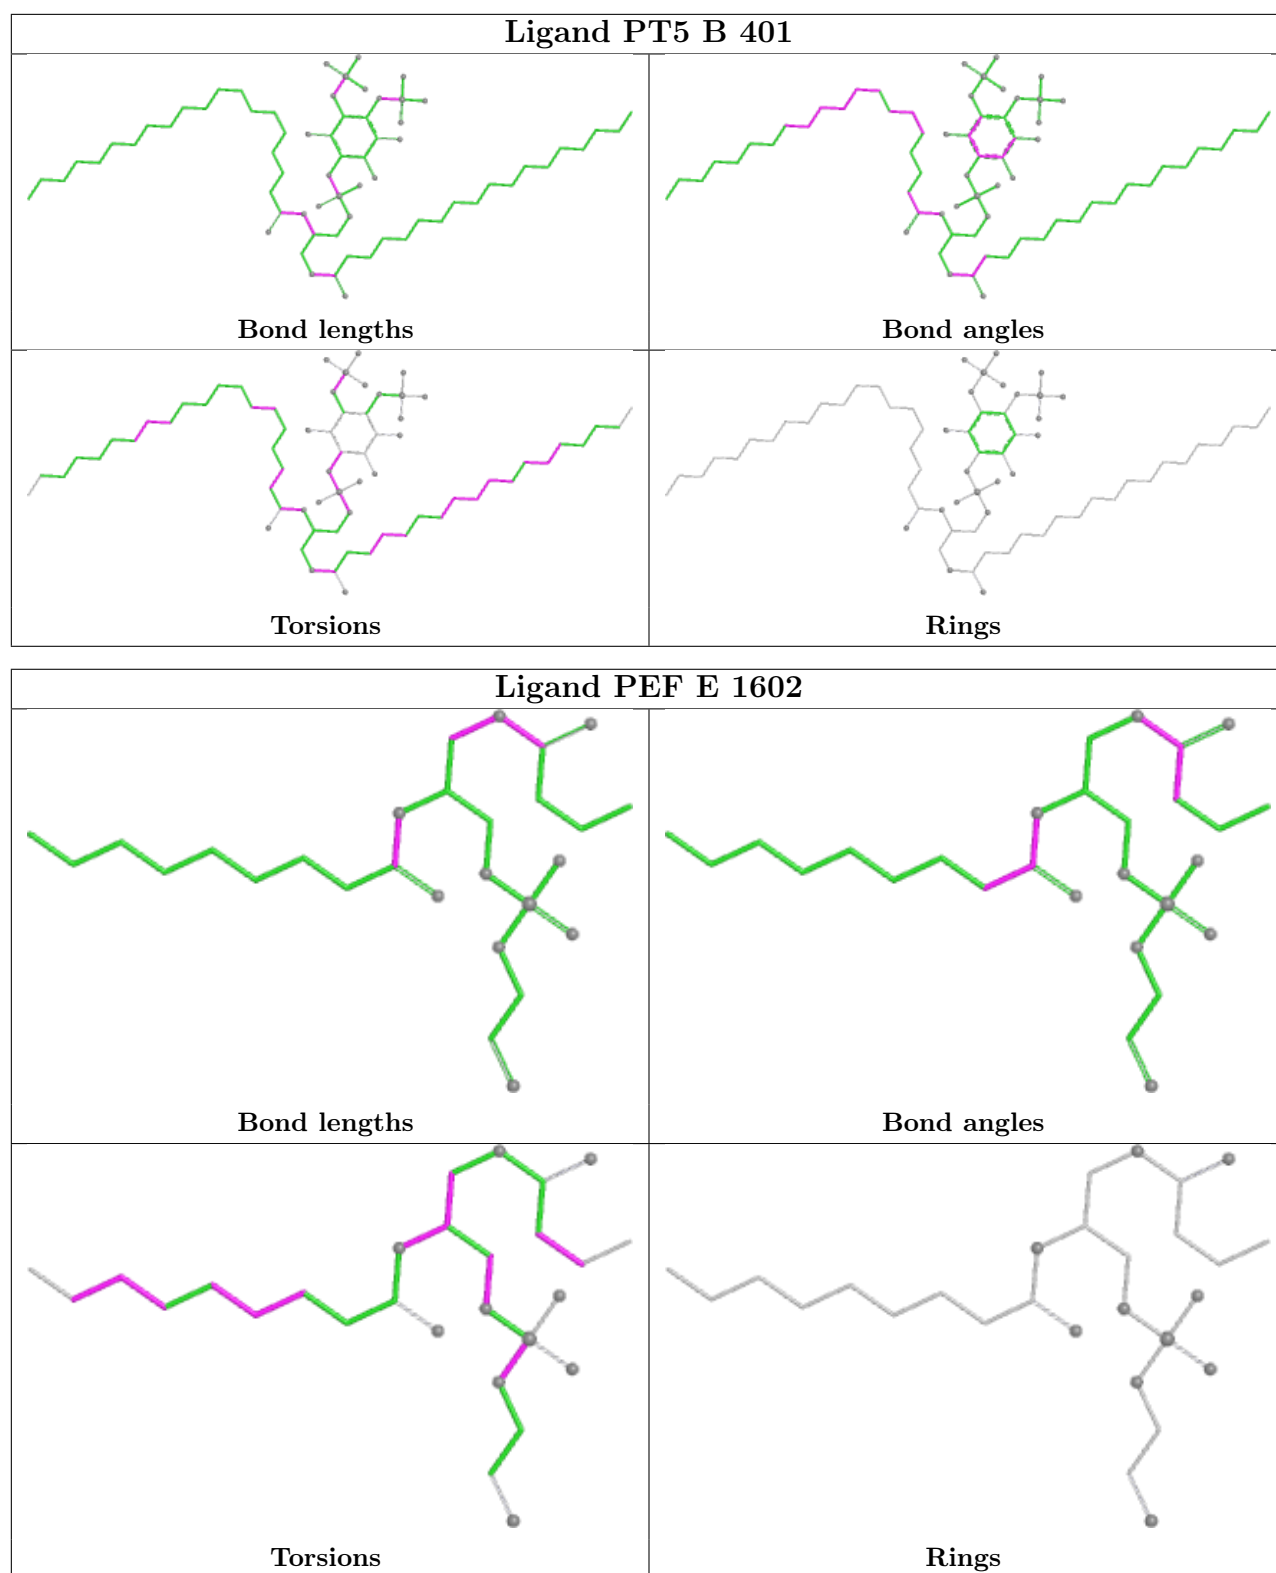 Ligand PT5 B 401
Bond lengths
Bond angles
Torsions
Rings
Ligand PEF E 1602
Bond lengths
Bond angles
Torsions
Rings